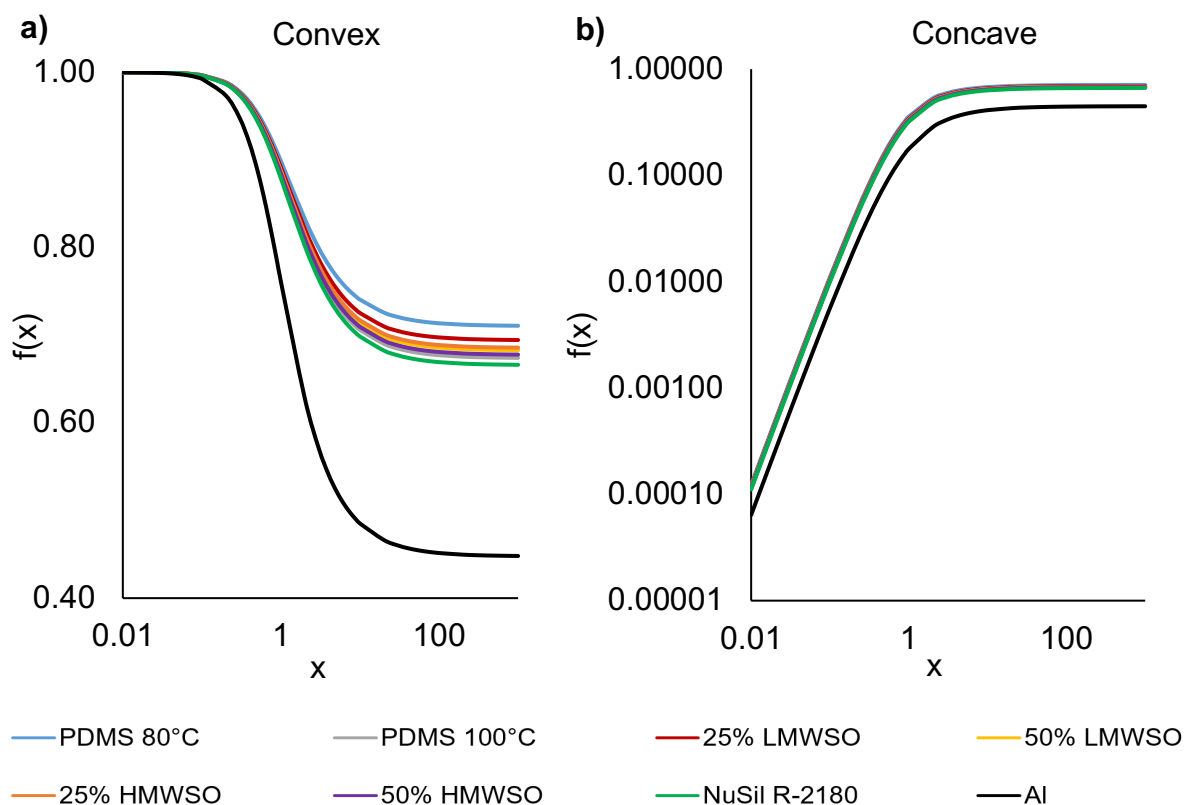 a)
Convex
1.00
0.80
0.60
0.40
f(x)
0.01
1
100
x
b)
Concave
1.00000
0.10000
0.01000
0.00100
0.00010
0.00001
f(x)
0.01
1
100
x
PDMS 80°C
PDMS 100°C
25% LMWSO
50% LMWSO
25% HMWSO
50% HMWSO
NuSil R-2180
Al